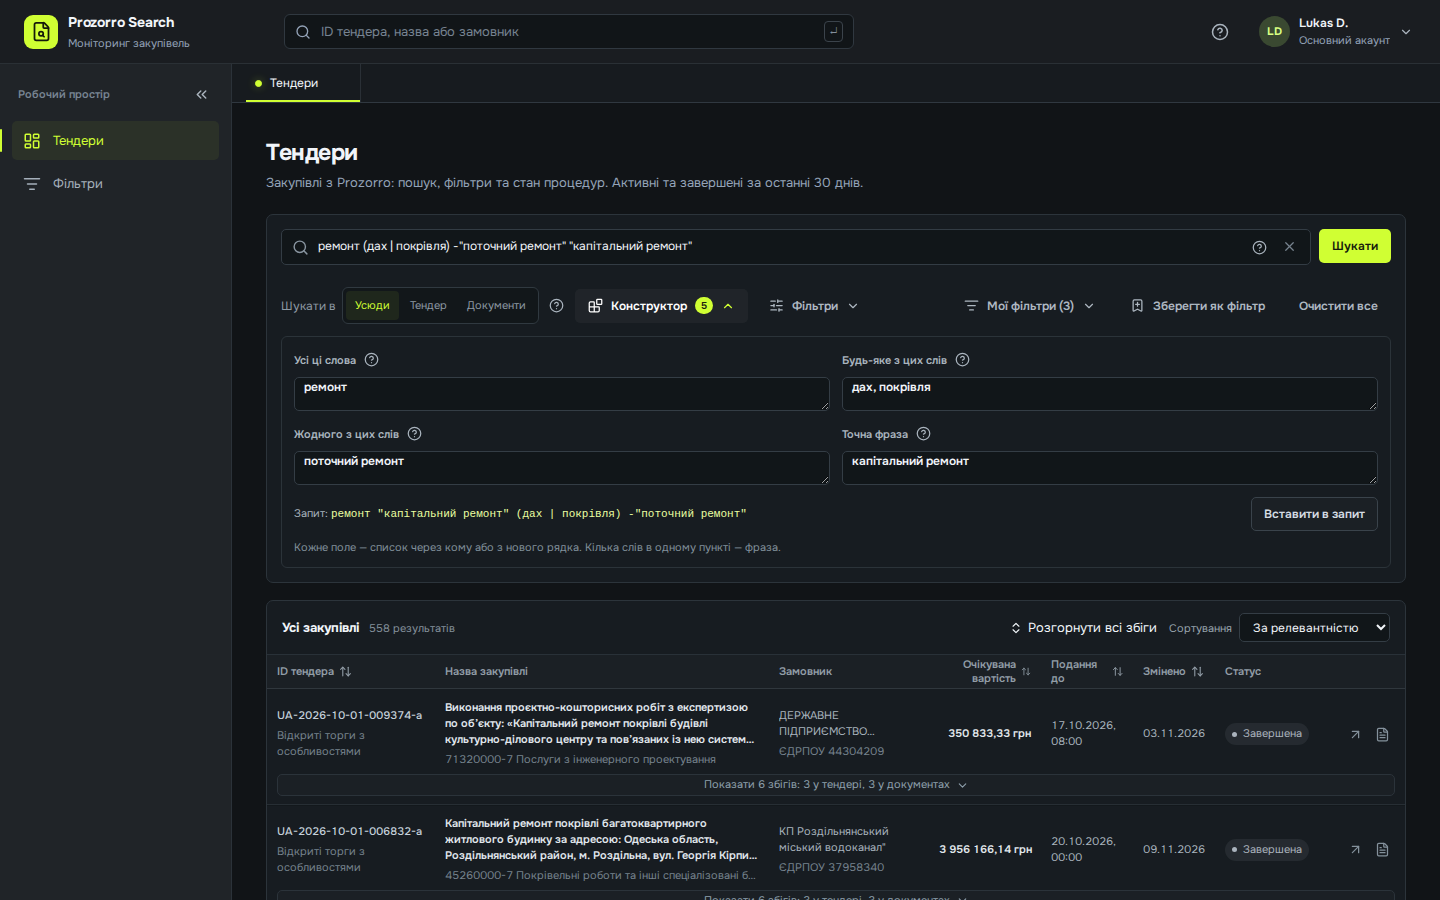 Prozorro Search
Моніторинг закупівель
ID тендера, назва або замовник
LD
Lukas D.
Основний акаунт
Робочий простір
Тендери
Фільтри
Тендери
Тендери
Закупівлі з Prozorro: пошук, фільтри та стан процедур. Активні та завершені за останні 30 днів.
ремонт (дах | покрівля) -"поточний ремонт" "капітальний ремонт"
Шукати
Шукати в
Усюди
Тендер
Документи
Конструктор
5
Фільтри
Мої фільтри (3)
Зберегти як фільтр
Очистити все
Усі ці слова
Будь-яке з цих слів
ремонт
дах, покрівля
Жодного з цих слів
Точна фраза
поточний ремонт
капітальний ремонт
Запит: ремонт "капітальний ремонт" (дах | покрівля) -"поточний ремонт"
Вставити в запит
Кожне поле — список через кому або з нового рядка. Кілька слів в одному пункті — фраза.
Усі закупівлі
558 результатів
Розгорнути всі збіги
Сортування
За релевантністю
ID тендера
Назва закупівлі
Замовник
Очікувана
вартість
Подання
до
Змінено
Статус
UA-2026-10-01-009374-a
Відкриті торги з
особливостями
Виконання проєктно-кошторисних робіт з експертизою
по об'єкту: «Капітальний ремонт покрівлі будівлі
культурно-ділового центру та пов'язаних із нею систем...
71320000-7 Послуги з інженерного проектування
ДЕРЖАВНЕ
ПІДПРИЄМСТВО...
ЄДРПОУ 44304209
350 833,33 грн
17.10.2026,
08:00
03.11.2026
Завершена
Показати 6 збігів: 3 у тендері, 3 у документах
UA-2026-10-01-006832-a
Відкриті торги з
особливостями
Капітальний ремонт покрівлі багатоквартирного
житлового будинку за адресою: Одеська область,
Роздільнянський район, м. Роздільна, вул. Георгія Кірпи...
45260000-7 Покрівельні роботи та інші спеціалізовані б...
КП Роздільнянський
міський водоканал"
ЄДРПОУ 37958340
3 956 166,14 грн
20.10.2026,
00:00
09.11.2026
Завершена
Показати 6 збігів: 3 у тендері, 3 у документах